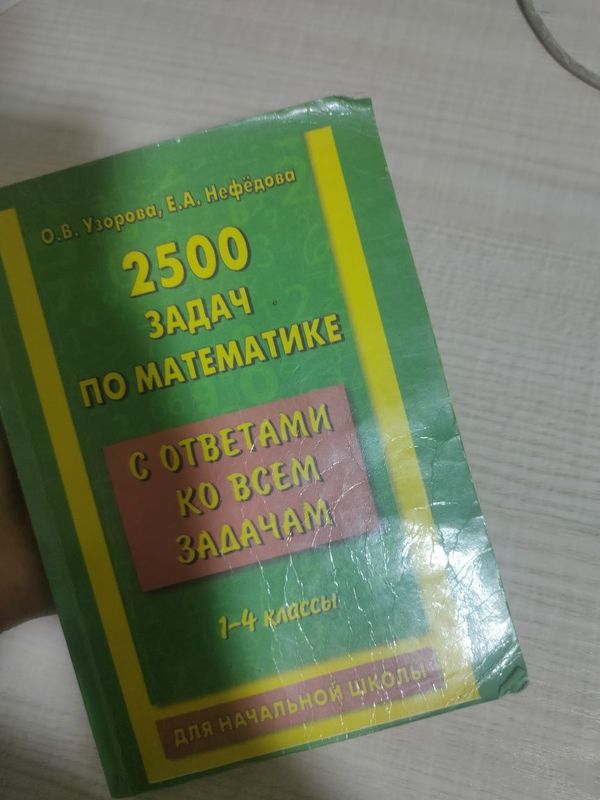 О.В. Узорова, Е.А. Нефёдова
2500
ЗАДАЧ
ПО МАТЕМАТИКЕ
С ОТВЕТАМИ
КО ВСЕМ
ЗАДАЧАМ
1–4 классы
ДЛЯ НАЧАЛЬНОЙ ШКОЛЫ